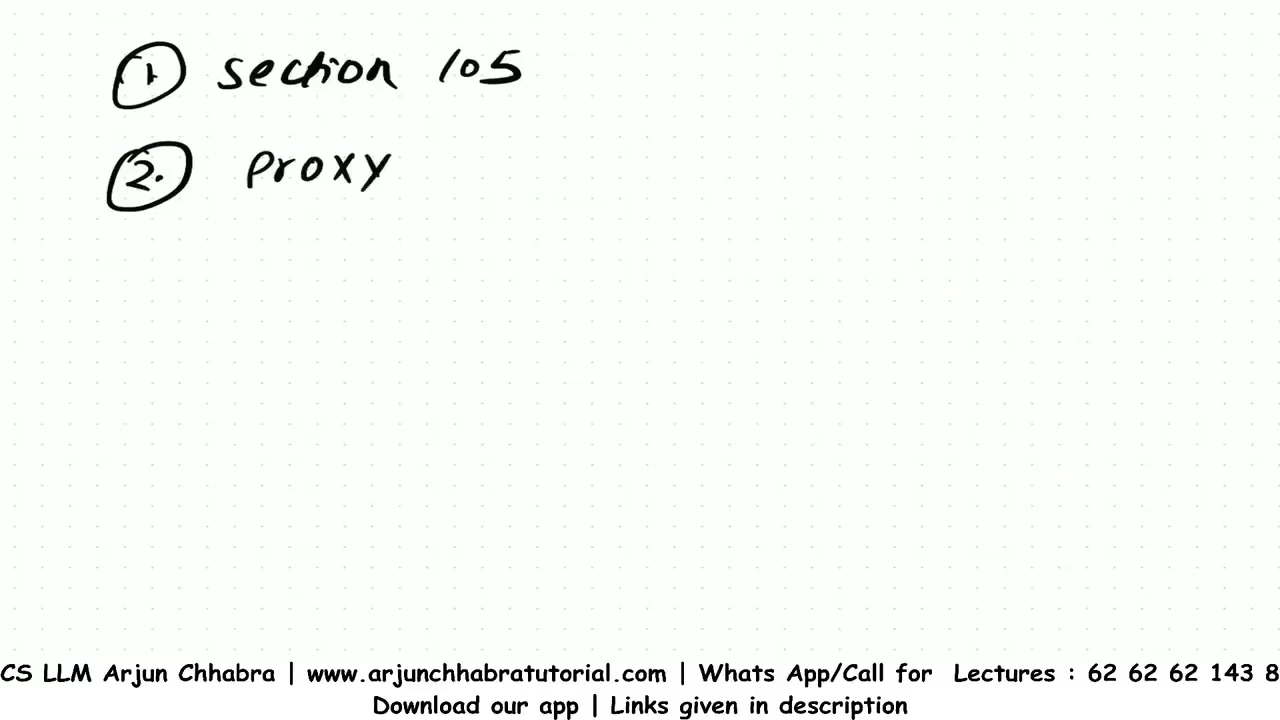 1. section 105
2. Proxy
CS LLM Arjun Chhabra | www.arjunchhabratutorial.com | Whats App/Call for Lectures : 62 62 62 143 8
Download our app | Links given in description